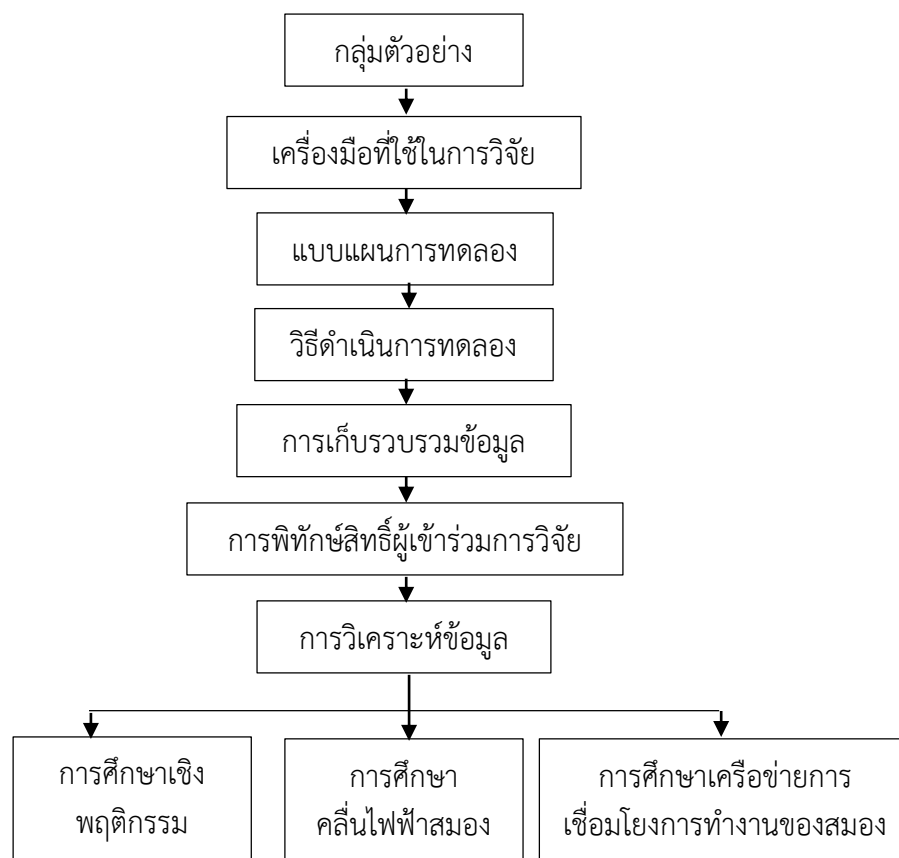 กลุ่มตัวอย่าง
เครื่องมือที่ใช้ในการวิจัย
แบบแผนการทดลอง
วิธีดำเนินการทดลอง
การเก็บรวบรวมข้อมูล
การพิทักษ์สิทธิ์ผู้เข้าร่วมการวิจัย
การวิเคราะห์ข้อมูล
การศึกษาเชิง
พฤติกรรม
การศึกษา
คลื่นไฟฟ้าสมอง
การศึกษาเครือข่ายการ
เชื่อมโยงการทำงานของสมอง